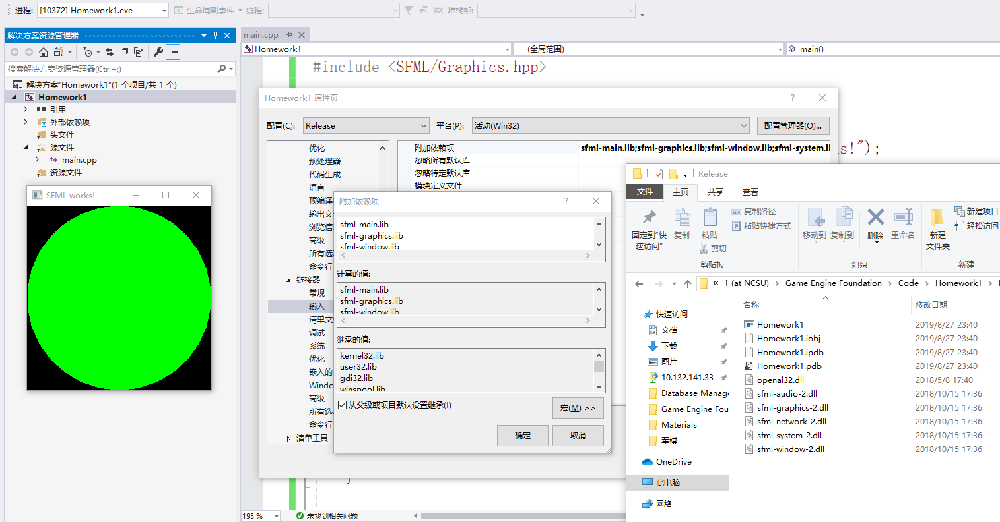 进程: [10372] Homework1.exe 生命周期事件 线程: 堆栈帧:
解决方案资源管理器
搜索解决方案资源管理器(Ctrl+;)
解决方案"Homework1"(1 个项目/共 1 个)
Homework1
引用
外部依赖项
头文件
源文件
main.cpp
资源文件
SFML works!
main.cpp
Homework1 (全局范围) main()
#include <SFML/Graphics.hpp>
s!");
195 % 未找到相关问题
Homework1 属性页
配置(C): Release 平台(P): 活动(Win32) 配置管理器(O)...
优化
预处理器
代码生成
语言
预编译
输出文
浏览信
高级
所有选
命令行
链接器
常规
输入
清单文
调试
系统
优化
嵌入的
Windo
高级
所有选
命令行
清单工具
附加依赖项 sfml-main.lib;sfml-graphics.lib;sfml-window.lib;sfml-system.li
忽略所有默认库
忽略特定默认库
模块定义文件
附加依赖项
sfml-main.lib
sfml-graphics.lib
sfml-window.lib
计算的值:
sfml-main.lib
sfml-graphics.lib
sfml-window.lib
继承的值:
kernel32.lib
user32.lib
gdi32.lib
winspool.lib
从父级或项目默认设置继承(I)
宏(M) >>
确定 取消
Release
文件 主页 共享 查看
固定到"快
速访问"
复制
粘贴
复制路径
粘贴快捷方式
剪切
剪贴板
移动到 复制到 删除 重命名
组织
新建
文件夹
新建项目
轻松访问
新建
« 1 (at NCSU) › Game Engine Foundation › Code › Homework1 ›
快速访问
文档
下载
图片
10.132.141.33
Database Manage
Game Engine Fou
Materials
军棋
OneDrive
此电脑
网络
名称 修改日期
Homework1 2019/8/27 23:40
Homework1.iobj 2019/8/27 23:40
Homework1.ipdb 2019/8/27 23:40
Homework1.pdb 2019/8/27 23:40
openal32.dll 2018/5/8 17:40
sfml-audio-2.dll 2018/10/15 17:36
sfml-graphics-2.dll 2018/10/15 17:36
sfml-network-2.dll 2018/10/15 17:36
sfml-system-2.dll 2018/10/15 17:36
sfml-window-2.dll 2018/10/15 17:36